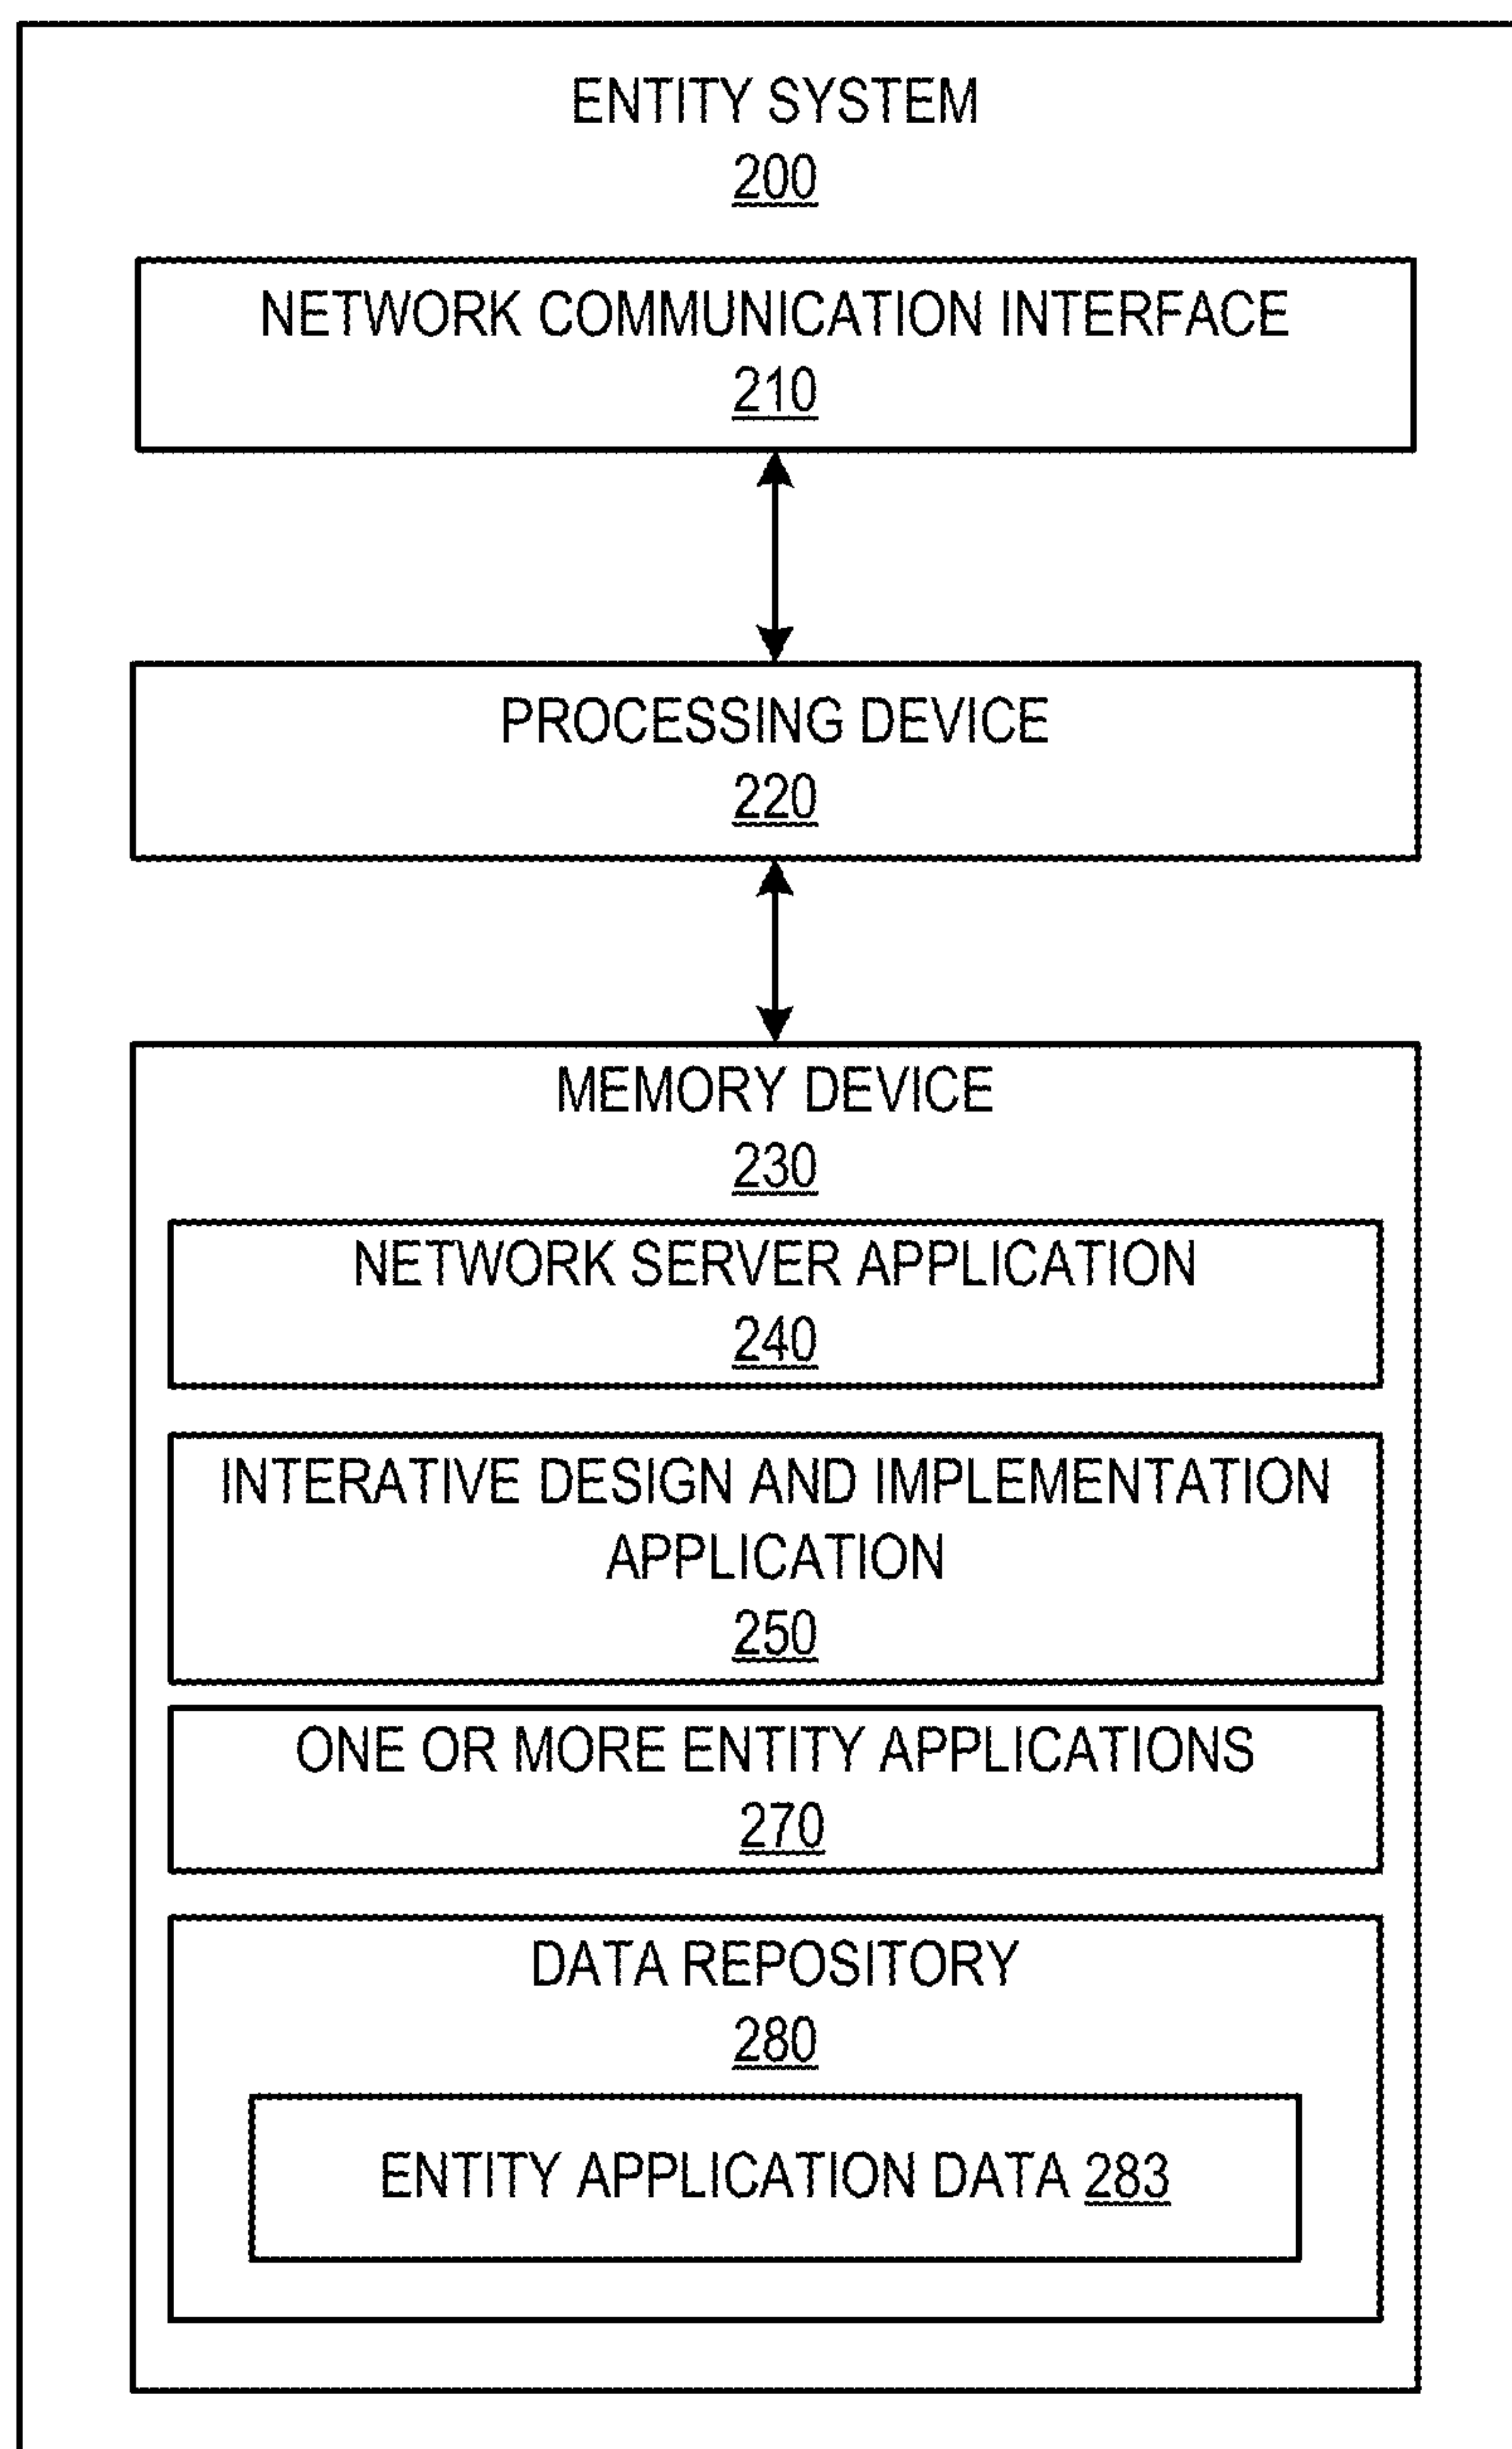 ENTITY SYSTEM
200
NETWORK COMMUNICATION INTERFACE
210
PROCESSING DEVICE
220
MEMORY DEVICE
230
NETWORK SERVER APPLICATION
240
INTERATIVE DESIGN AND IMPLEMENTATION
APPLICATION
250
ONE OR MORE ENTITY APPLICATIONS
270
DATA REPOSITORY
280
ENTITY APPLICATION DATA 283